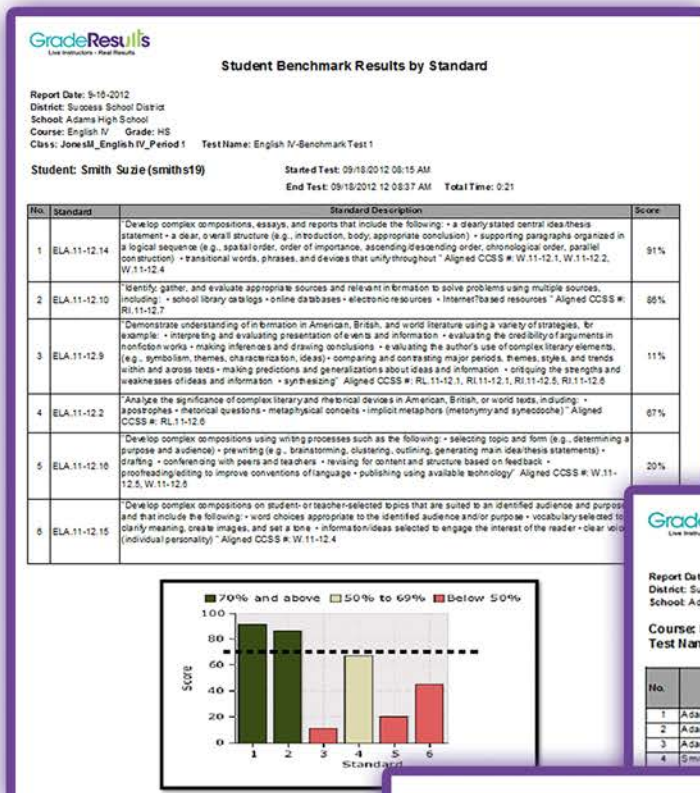 GradeResults
Live Instructors - Real Results
Student Benchmark Results by Standard
Report Date: 9-18-2012
District: Success School District
School: Adams High School
Course: English IV Grade: HS
Class: JonesM_English IV_Period 1 Test Name: English IV-Benchmark Test 1
Student: Smith Suzie (smiths19) Started Test: 09/18/2012 08:15 AM
End Test: 09/18/2012 12 08:37 AM Total Time: 0:21
No. Standard Standard Description Score
"Develop complex compositions, essays, and reports that include the following: • a clearly stated central idea/thesis
statement • a clear, overall structure (e.g., introduction, body, appropriate conclusion) • supporting paragraphs organized in
1 ELA.11-12.14 a logical sequence (e.g., spatial order, order of importance, ascending/descending order, chronological order, parallel 91%
construction) • transitional words, phrases, and devices that unify throughout " Aligned CCSS #: W.11-12.1, W.11-12.2,
W.11-12.4
"Identify, gather, and evaluate appropriate sources and relevant information to solve problems using multiple sources,
2 ELA.11-12.10 including: • school library catalogs • online databases • electronic resources • Internet?based resources " Aligned CCSS #: 86%
RI.11-12.7
"Demonstrate understanding of information in American, British, and world literature using a variety of strategies, for
example: • interpreting and evaluating presentation of events and information • evaluating the credibility of arguments in
nonfiction works • making inferences and drawing conclusions • evaluating the author's use of complex literary elements,
3 ELA.11-12.9 (e.g., symbolism, themes, characterization, ideas) • comparing and contrasting major periods, themes, styles, and trends 11%
within and across texts • making predictions and generalizations about ideas and information • critiquing the strengths and
weaknesses of ideas and information • synthesizing" Aligned CCSS #: RL.11-12.1, RI.11-12.1, RI.11-12.5, RI.11-12.6
"Analyze the significance of complex literary and rhetorical devices in American, British, or world texts, including: •
4 ELA.11-12.2 apostrophes • rhetorical questions • metaphysical conceits • implicit metaphors (metonymy and synecdoche) " Aligned 67%
CCSS #: RL.11-12.6
"Develop complex compositions using writing processes such as the following: • selecting topic and form (e.g., determining a
purpose and audience) • prewriting (e.g., brainstorming, clustering, outlining, generating main idea/thesis statements) •
5 ELA.11-12.16 drafting • conferencing with peers and teachers • revising for content and structure based on feedback • 20%
proofreading/editing to improve conventions of language • publishing using available technology" Aligned CCSS #: W.11-
12.5, W.11-12.6
"Develop complex compositions on student- or teacher-selected topics that are suited to an identified audience and purpose
and that include the following: • word choices appropriate to the identified audience and/or purpose • vocabulary selected to
6 ELA.11-12.15 clarify meaning, create images, and set a tone • information/ideas selected to engage the interest of the reader • clear
(individual personality) " Aligned CCSS #: W.11-12.4
70% and above 50% to 69% Below 50%
100
80
60
40
20
0
Score
1 2 3 4 5 6
Standard
Report
District:
School:
Course:
Test
No.
1
2
3
4